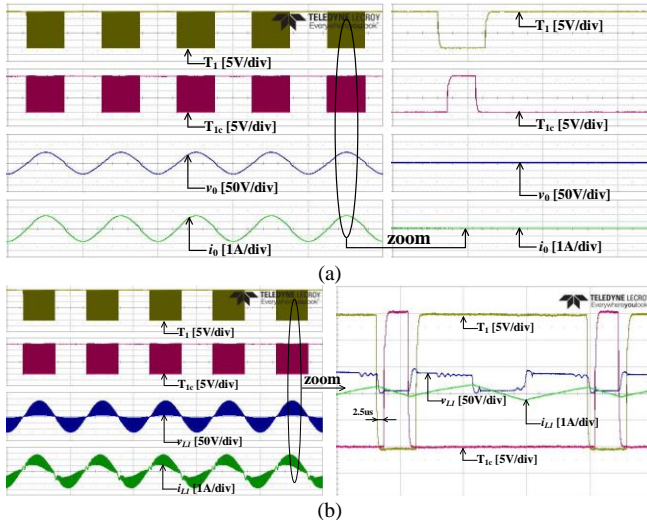 TELEDYNE LECROY
Everywhereyoulook™
T1 [5V/div]
T1 [5V/div]
T1c [5V/div]
T1c [5V/div]
v0 [50V/div]
v0 [50V/div]
i0 [1A/div]
zoom
i0 [1A/div]
(a)
TELEDYNE LECROY
Everywhereyoulook™
TELEDYNE LECROY
Everywhereyoulook™
T1 [5V/div]
T1 [5V/div]
T1c [5V/div]
zoom
vL1 [50V/div]
vL1 [50V/div]
2.5us
iL1 [1A/div]
iL1 [1A/div]
T1c [5V/div]
(b)